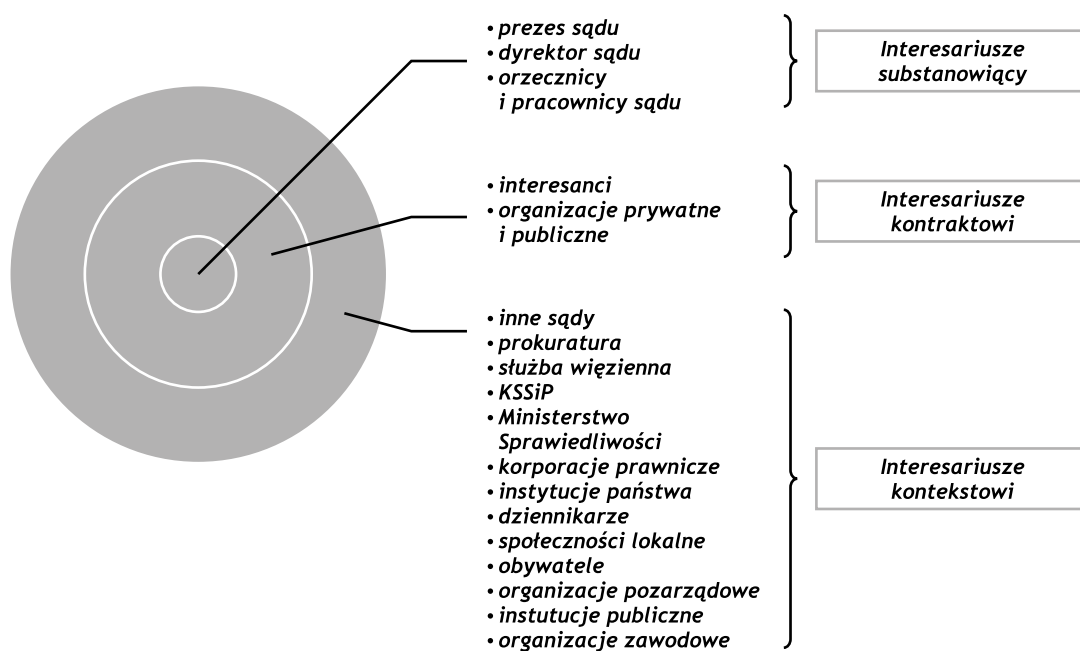 • prezes sądu
• dyrektor sądu
• orzecznicy
i pracownicy sądu
Interesariusze
substanowiący
• interesanci
• organizacje prywatne
i publiczne
Interesariusze
kontraktowi
• inne sądy
• prokuratura
• służba więzienna
• KSSiP
• Ministerstwo
Sprawiedliwości
• korporacje prawnicze
• instytucje państwa
• dziennikarze
• społeczności lokalne
• obywatele
• organizacje pozarządowe
• instutucje publiczne
• organizacje zawodowe
Interesariusze
kontekstowi